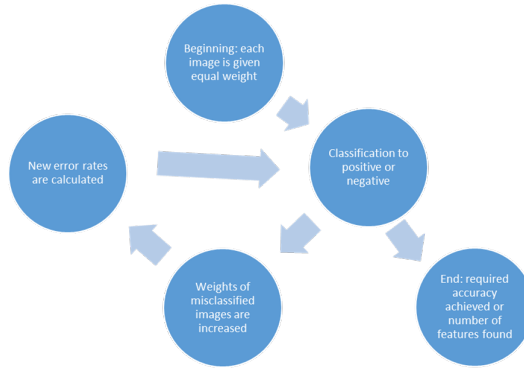 Beginning: each
image is given
equal weight
Classification to
positive or
negative
End: required
accuracy
achieved or
number of
features found
Weights of
misclassified
images are
increased
New error rates
are calculated